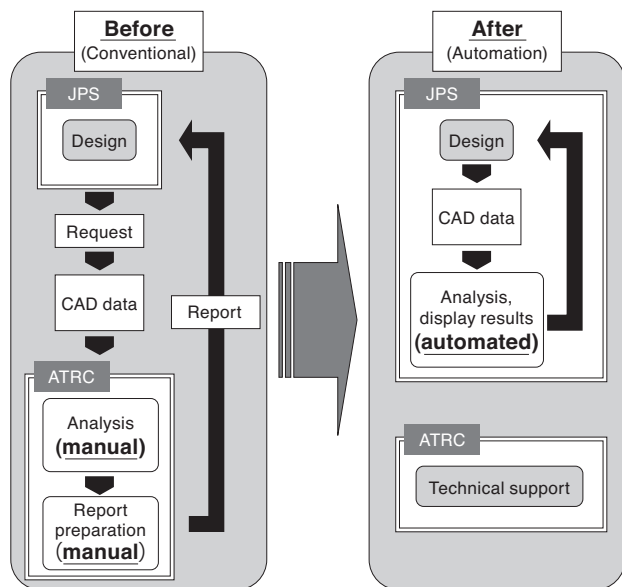 Before
(Conventional)
JPS
Design
Request
CAD data
Report
ATRC
Analysis
(manual)
Report
preparation
(manual)
After
(Automation)
JPS
Design
CAD data
Analysis,
display results
(automated)
ATRC
Technical support